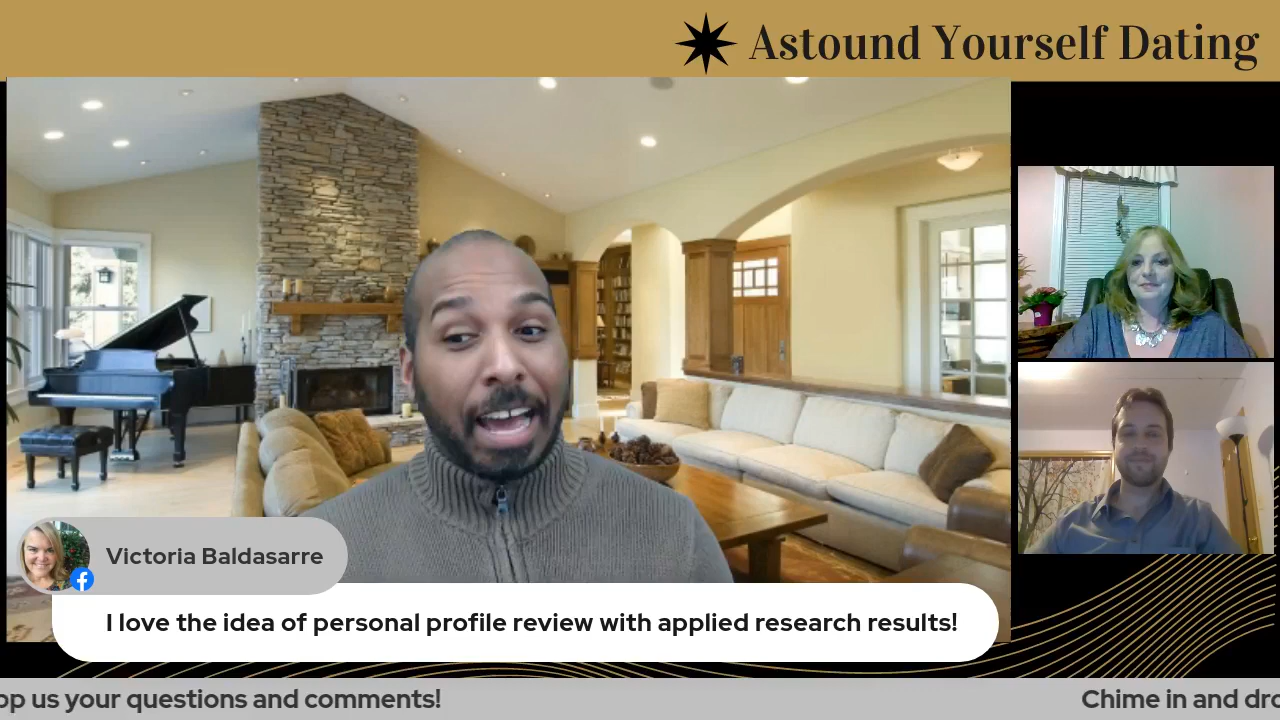 Astound Yourself Dating
Victoria Baldasarre
I love the idea of personal profile review with applied research results!
op us your questions and comments!
Chime in and dro